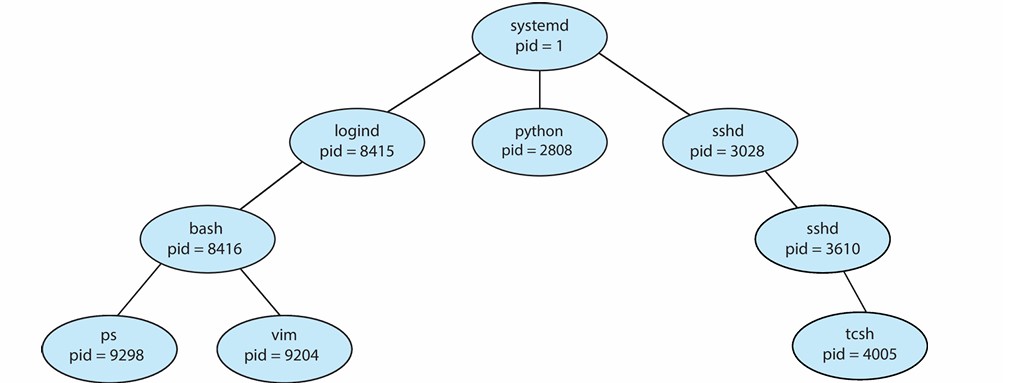 systemd
pid = 1
logind
pid = 8415
python
pid = 2808
sshd
pid = 3028
bash
pid = 8416
sshd
pid = 3610
ps
pid = 9298
vim
pid = 9204
tcsh
pid = 4005